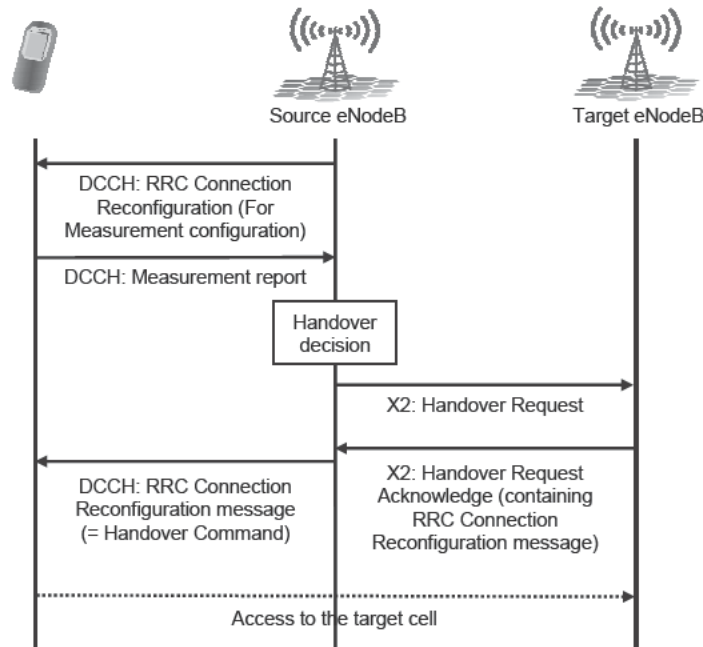 Source eNodeB
Target eNodeB
DCCH: RRC Connection
Reconfiguration (For
Measurement configuration)
DCCH: Measurement report
Handover
decision
X2: Handover Request
DCCH: RRC Connection
Reconfiguration message
(= Handover Command)
X2: Handover Request
Acknowledge (containing
RRC Connection
Reconfiguration message)
Access to the target cell